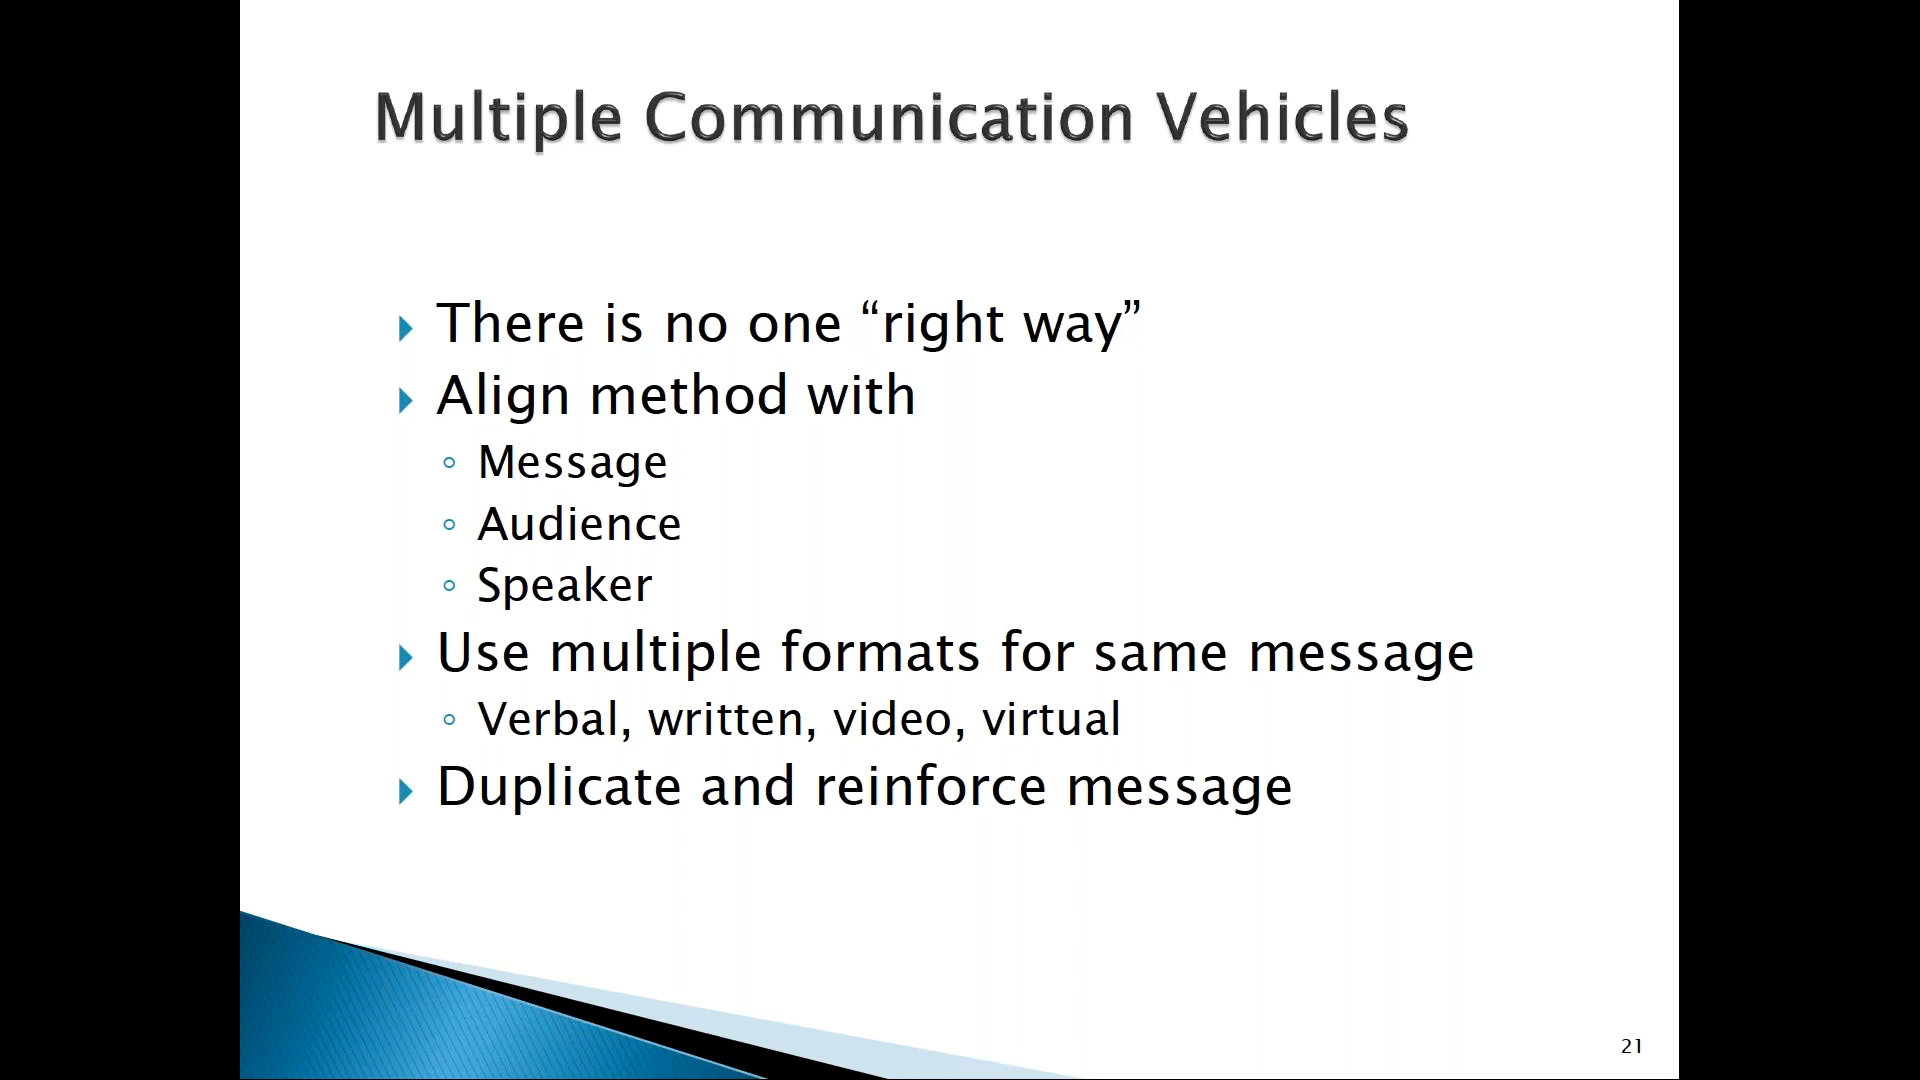 Multiple Communication Vehicles
There is no one “right way”
Align method with
Message
Audience
Speaker
Use multiple formats for same message
Verbal, written, video, virtual
Duplicate and reinforce message
21